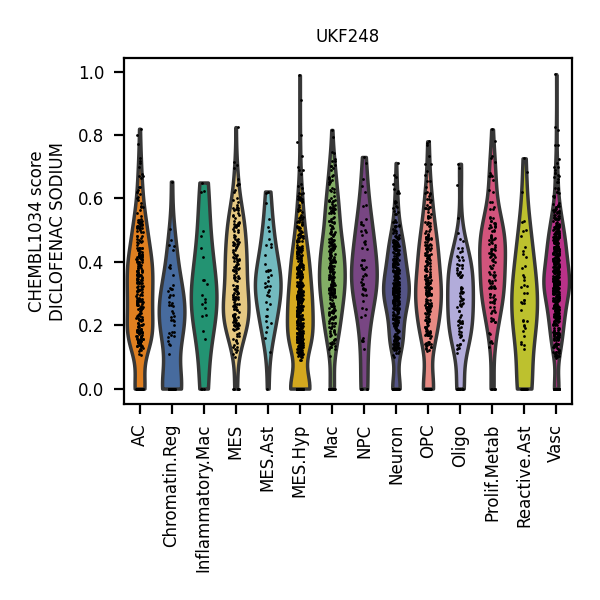 UKF248
CHEMBL1034 score
DICLOFENAC SODIUM
1.0
0.8
0.6
0.4
0.2
0.0
AC
Chromatin.Reg
Inflammatory.Mac
MES
MES.Ast
MES.Hyp
Mac
NPC
Neuron
OPC
Oligo
Prolif.Metab
Reactive.Ast
Vasc